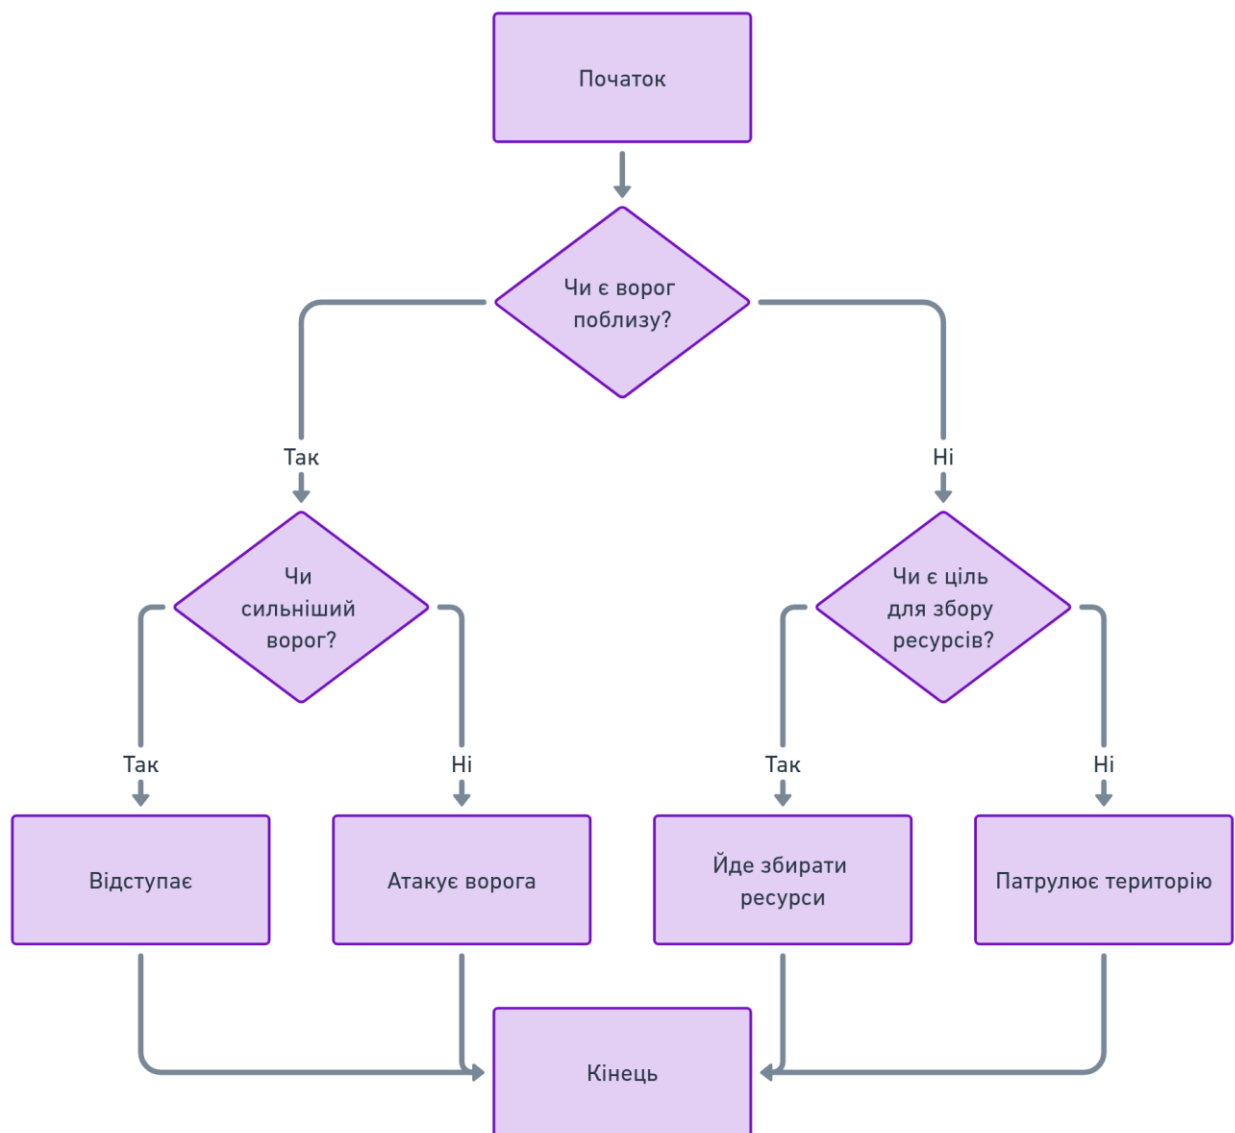 Початок
Чи є ворог
поблизу?
Так
Ні
Чи
сильніший
ворог?
Чи є ціль
для збору
ресурсів?
Так
Ні
Так
Ні
Відступає
Атакує ворога
Йде збирати
ресурси
Патрулює територію
Кінець